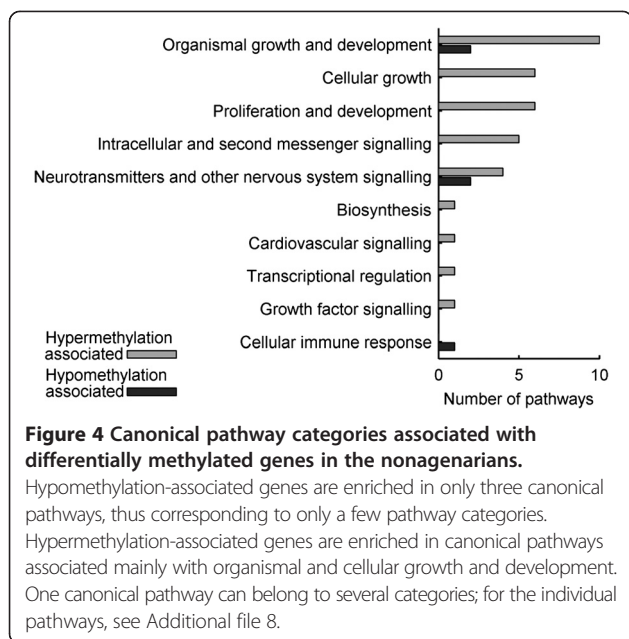 Organismal growth and development
Cellular growth
Proliferation and development
Intracellular and second messenger signalling
Neurotransmitters and other nervous system signalling
Biosynthesis
Cardiovascular signalling
Transcriptional regulation
Growth factor signalling
Cellular immune response
Hypermethylation
associated
Hypomethylation
associated
0 5 10
Number of pathways
Figure 4 Canonical pathway categories associated with
differentially methylated genes in the nonagenarians.
Hypomethylation-associated genes are enriched in only three canonical
pathways, thus corresponding to only a few pathway categories.
Hypermethylation-associated genes are enriched in canonical pathways
associated mainly with organismal and cellular growth and development.
One canonical pathway can belong to several categories; for the individual
pathways, see Additional file 8.